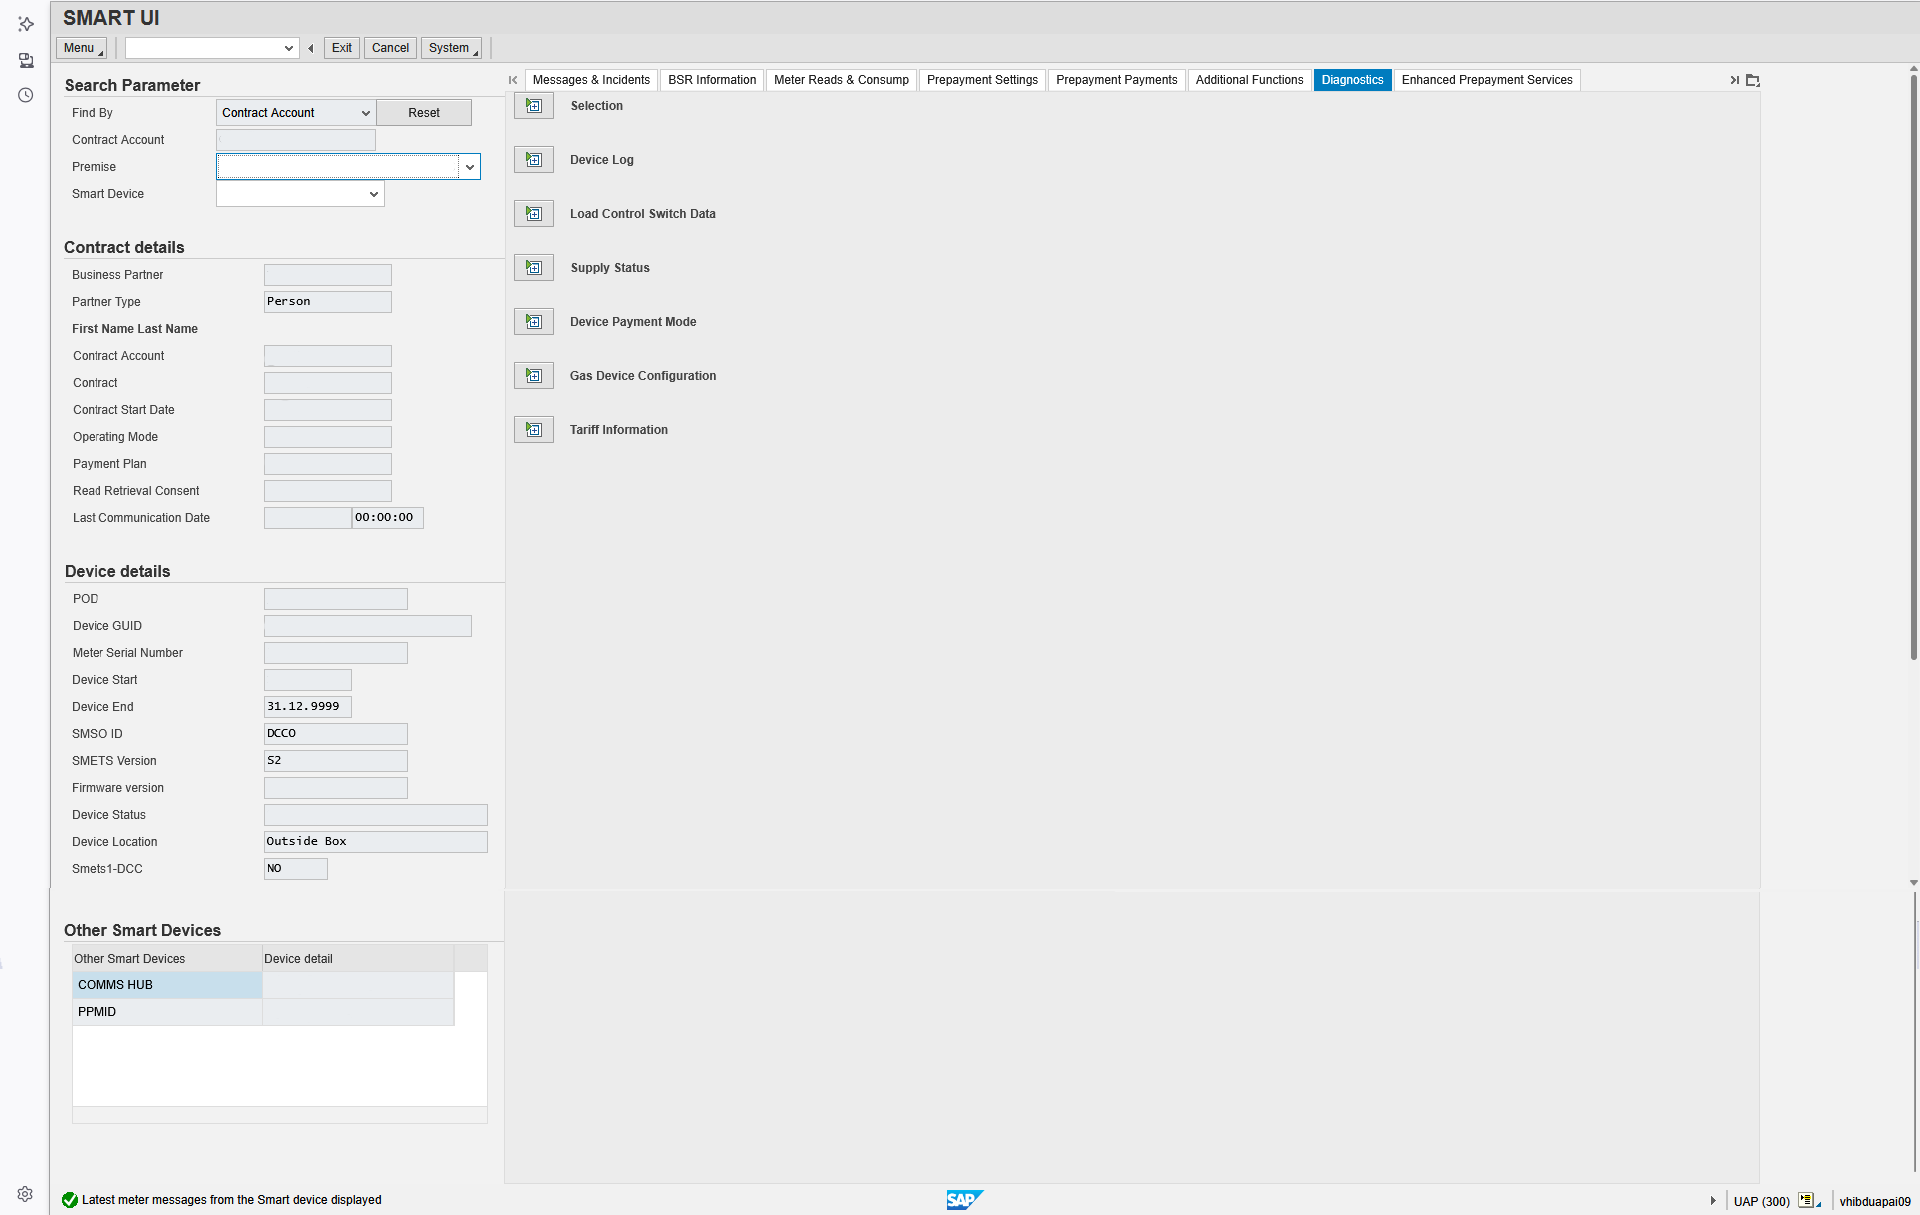 SMART UI
Menu
Exit
Cancel
System
Search Parameter
Find By
Contract Account
Reset
Contract Account
Premise
Smart Device
Contract details
Business Partner
Partner Type
Person
First Name Last Name
Contract Account
Contract
Contract Start Date
Operating Mode
Payment Plan
Read Retrieval Consent
Last Communication Date
00:00:00
Device details
POD
Device GUID
Meter Serial Number
Device Start
Device End
31.12.9999
SMSO ID
DCCO
SMETS Version
S2
Firmware version
Device Status
Device Location
Outside Box
Smets1-DCC
NO
Other Smart Devices
Other Smart Devices
Device detail
COMMS HUB
PPMID
Messages & Incidents
BSR Information
Meter Reads & Consump
Prepayment Settings
Prepayment Payments
Additional Functions
Diagnostics
Enhanced Prepayment Services
Selection
Device Log
Load Control Switch Data
Supply Status
Device Payment Mode
Gas Device Configuration
Tariff Information
Latest meter messages from the Smart device displayed
SAP
UAP (300)
vhibduapai09